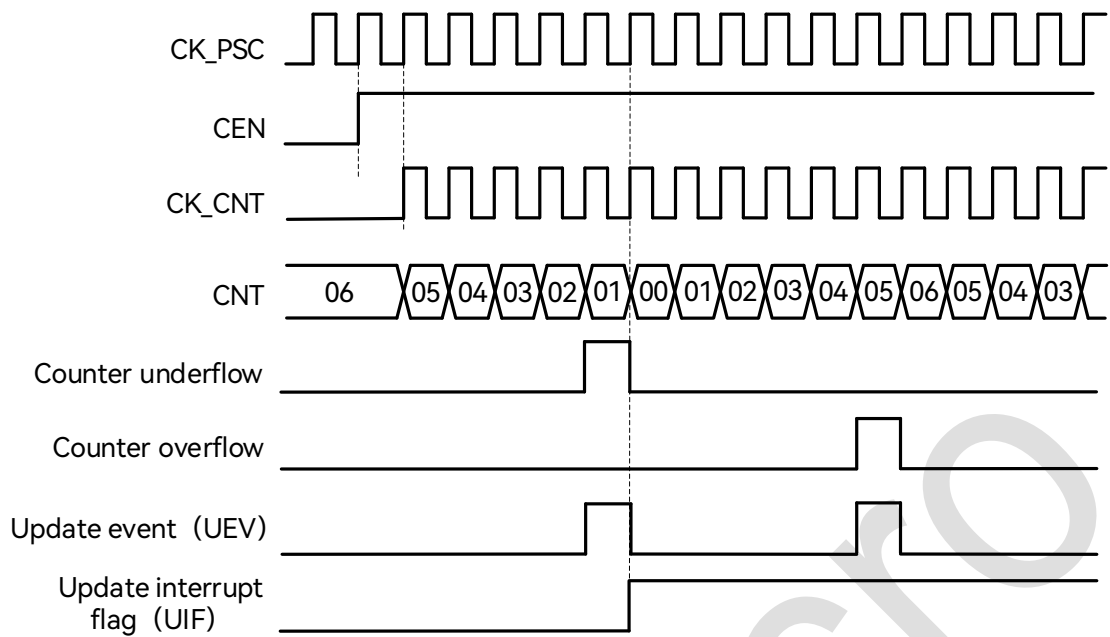 CK_PSC
CEN
CK_CNT
CNT 06 05 04 03 02 01 00 01 02 03 04 05 06 05 04 03
Counter underflow
Counter overflow
Update event（UEV）
Update interrupt
flag（UIF）